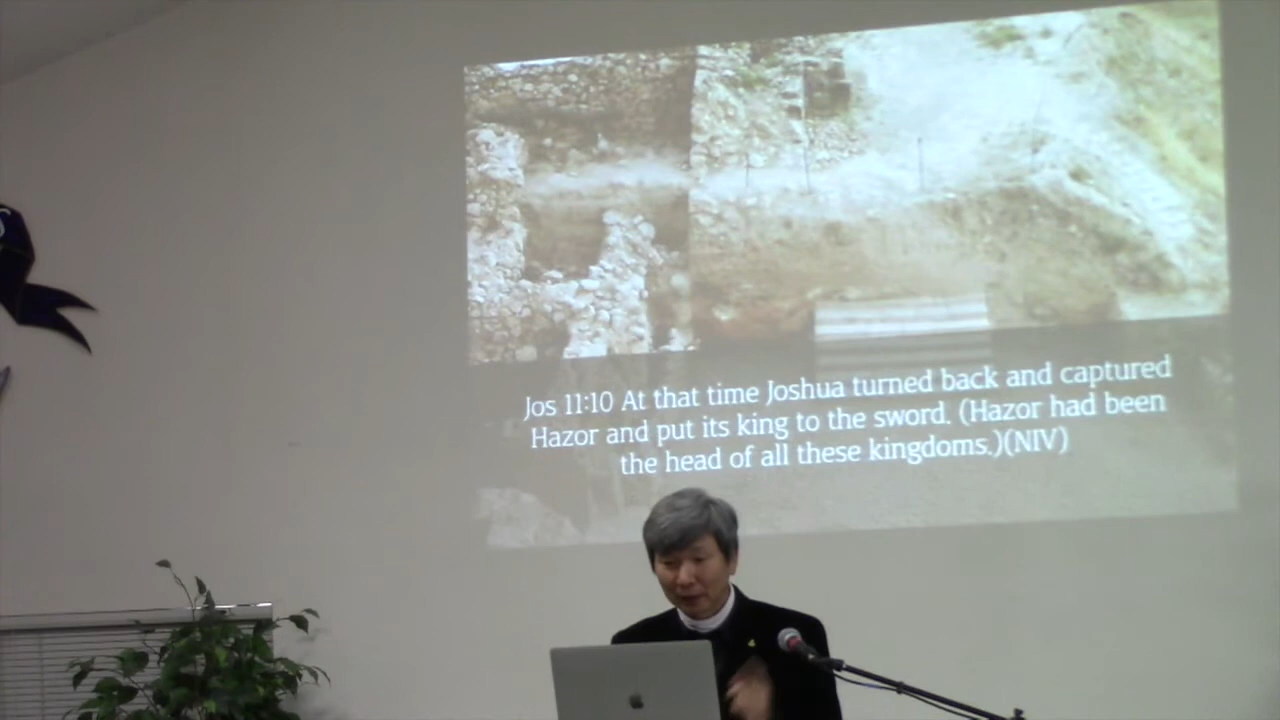 Jos 11:10 At that time Joshua turned back and captured
Hazor and put its king to the sword. (Hazor had been
the head of all these kingdoms.)(NIV)